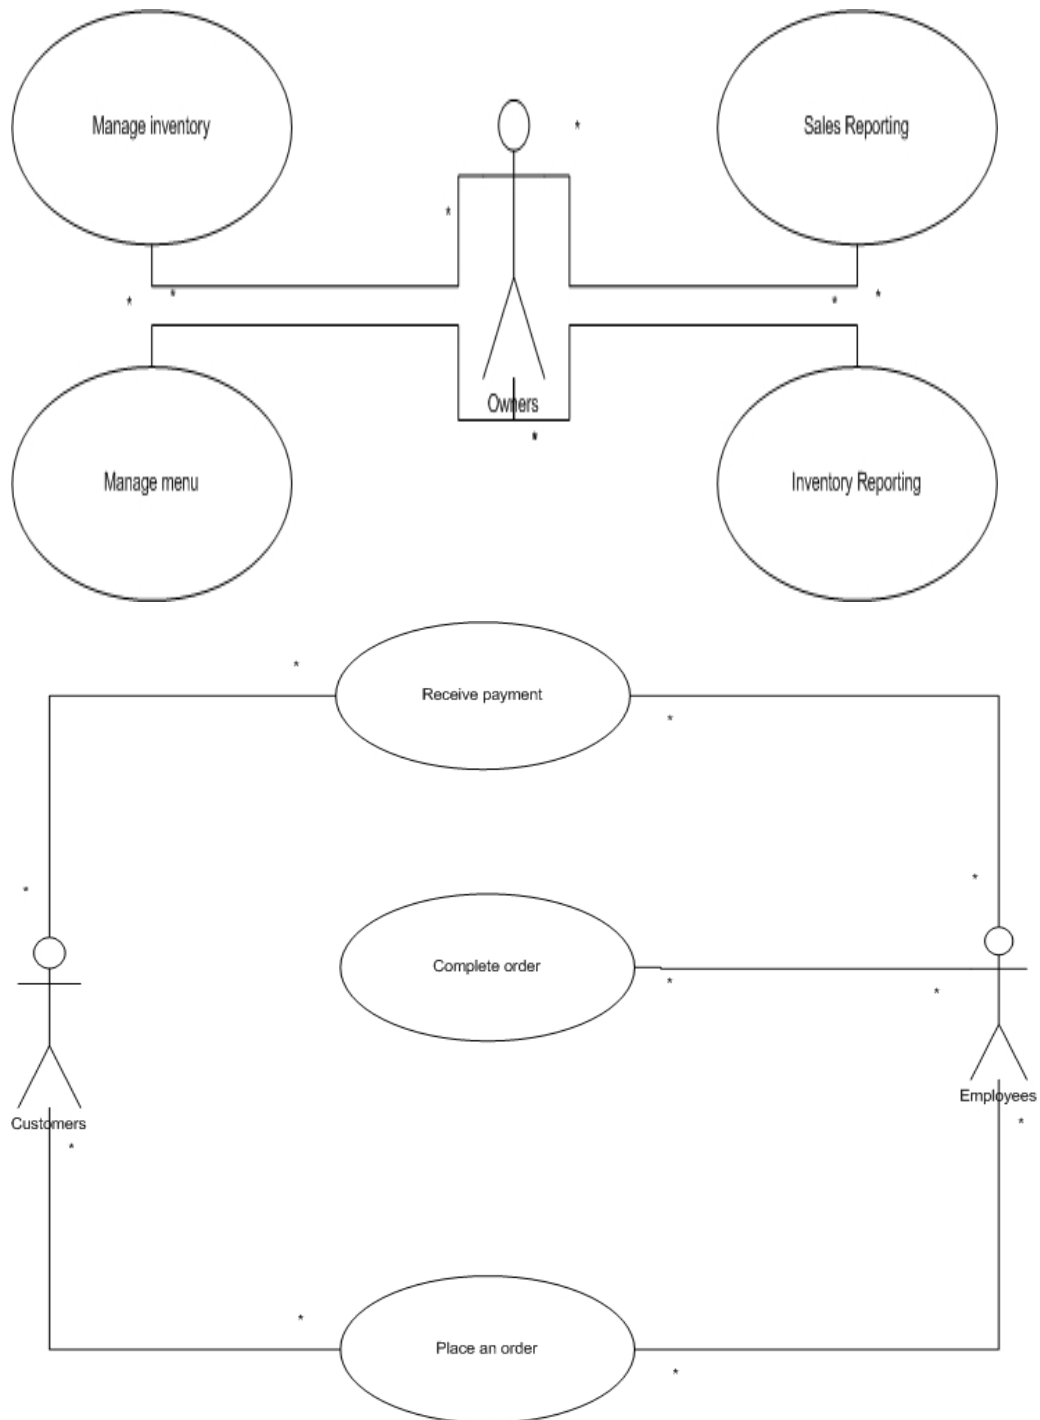 Manage inventory
Sales Reporting
*
*
* *
* *
Owners
*
Manage menu
Inventory Reporting
*
Receive payment
*
*
*
Complete order
*
*
Customers
Employees
*
*
*
Place an order
*